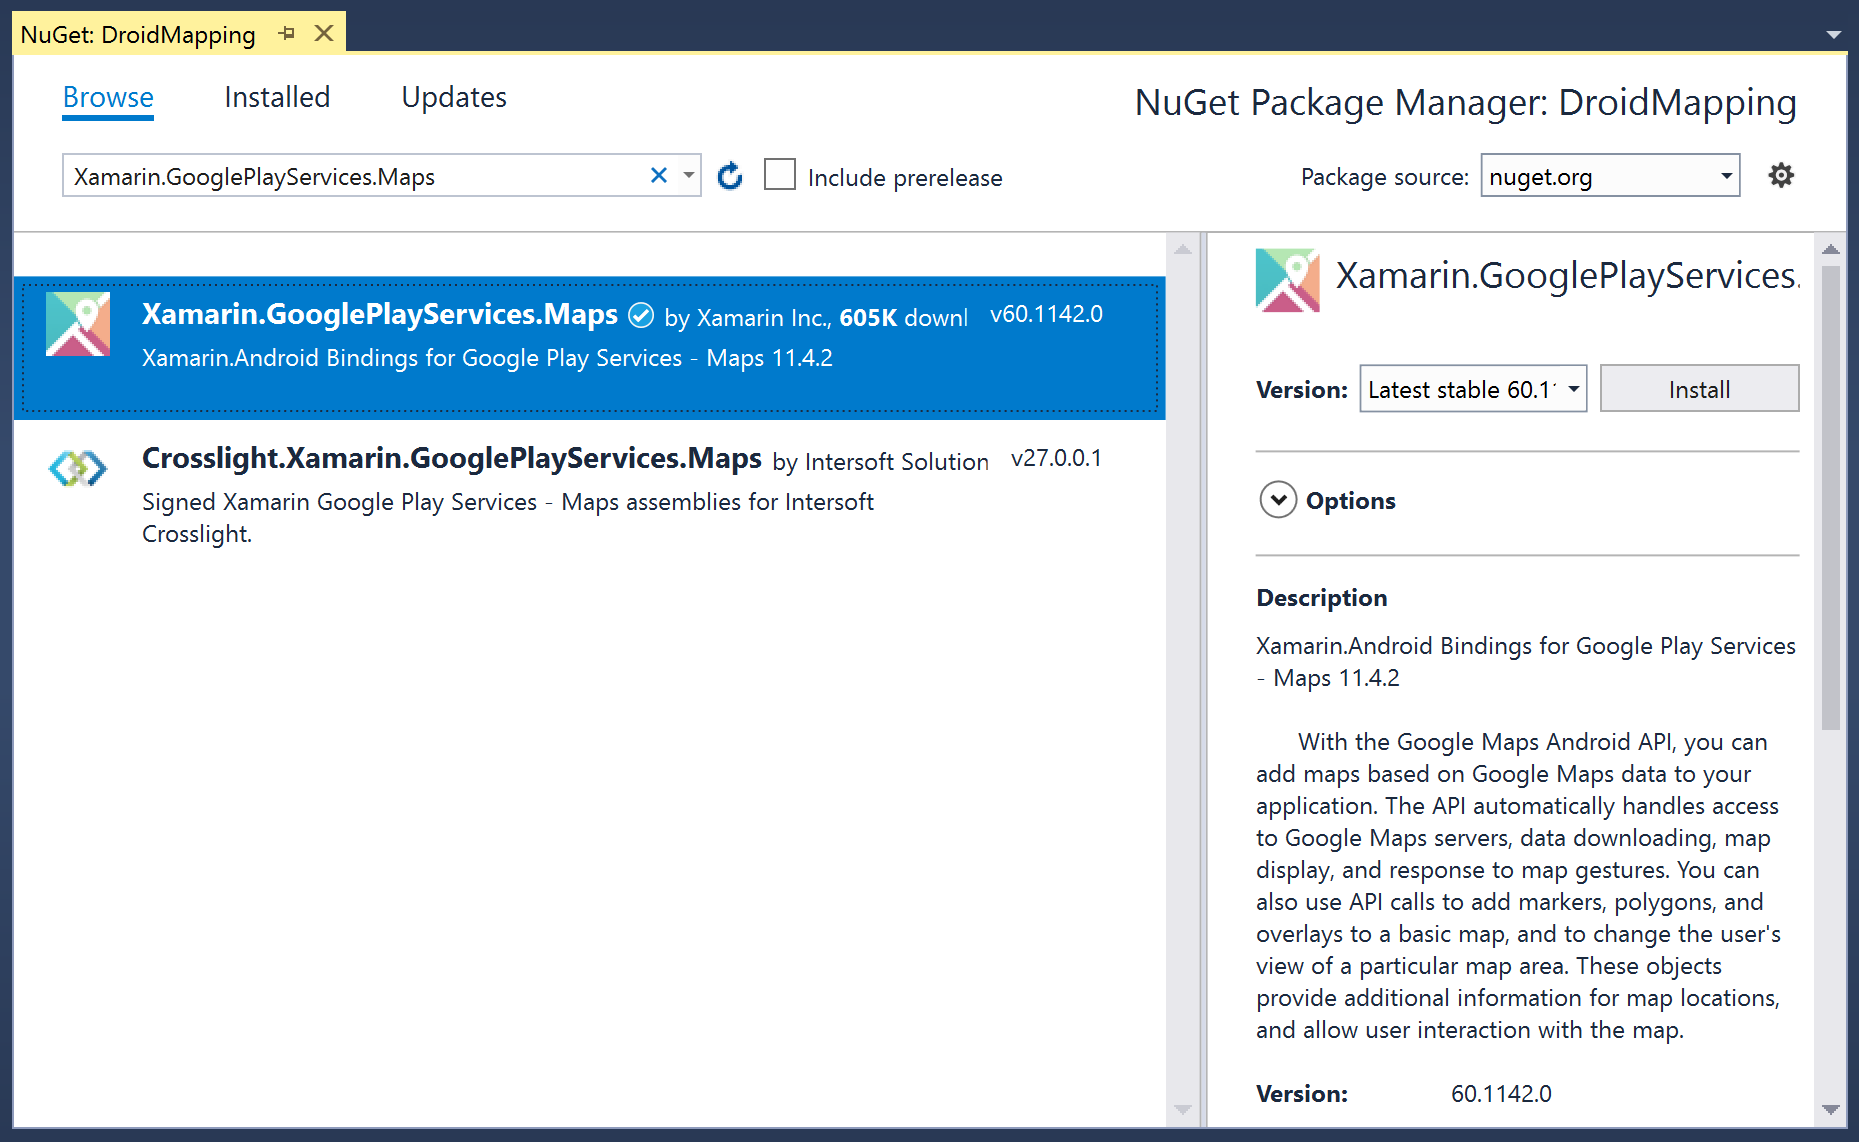 NuGet: DroidMapping
Browse Installed Updates
NuGet Package Manager: DroidMapping
Xamarin.GooglePlayServices.Maps
Include prerelease
Package source: nuget.org
Xamarin.GooglePlayServices.Maps by Xamarin Inc., 605K downl v60.1142.0
Xamarin.Android Bindings for Google Play Services - Maps 11.4.2
Crosslight.Xamarin.GooglePlayServices.Maps by Intersoft Solution v27.0.0.1
Signed Xamarin Google Play Services - Maps assemblies for Intersoft
Crosslight.
Xamarin.GooglePlayServices.
Version: Latest stable 60.1 Install
Options
Description
Xamarin.Android Bindings for Google Play Services
- Maps 11.4.2
With the Google Maps Android API, you can
add maps based on Google Maps data to your
application. The API automatically handles access
to Google Maps servers, data downloading, map
display, and response to map gestures. You can
also use API calls to add markers, polygons, and
overlays to a basic map, and to change the user's
view of a particular map area. These objects
provide additional information for map locations,
and allow user interaction with the map.
Version: 60.1142.0